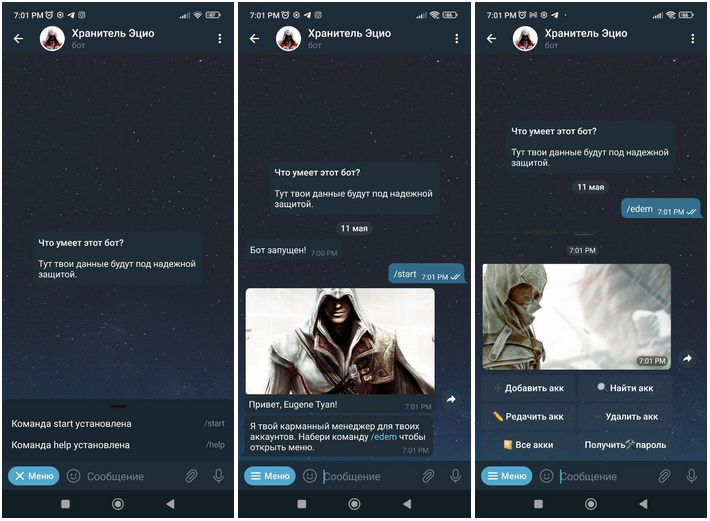 7:01 PM
67
Хранитель Эцио
бот
Что умеет этот бот?
Тут твои данные будут под надежной
защитой.
Команда start установлена /start
Команда help установлена /help
Меню
Сообщение
7:01 PM
66
Хранитель Эцио
бот
Что умеет этот бот?
Тут твои данные будут под надежной
защитой.
11 мая
Бот запущен! 7:00 PM
/start 7:01 PM
Привет, Eugene Tyan! 7:01 PM
Я твой карманный менеджер для твоих
аккаунтов. Набери команду /edem чтобы
открыть меню. 7:01 PM
Меню
Сообщение
7:01 PM
66
Хранитель Эцио
бот
Что умеет этот бот?
Тут твои данные будут под надежной
защитой.
11 мая
/edem 7:01 PM
7:01 PM
7:01 PM
Добавить акк
Найти акк
Редачить акк
Удалить акк
Все акки
Получить пароль
Меню
Сообщение